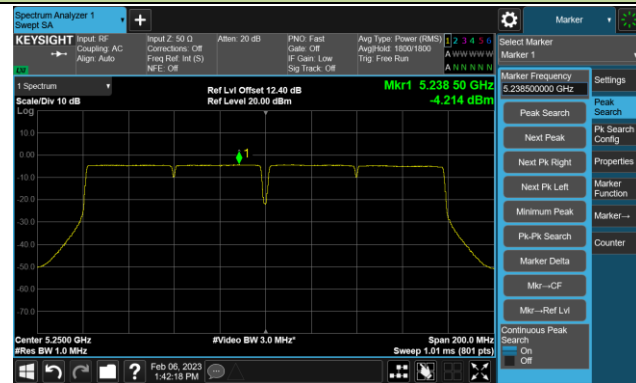 Spectrum Analyzer 1
Swept SA
Marker
KEYSIGHT
Input: RF
Coupling: AC
Align: Auto
Input Z: 50 Ω
Corrections: Off
Freq Ref: Int (S)
NFE: Off
Atten: 20 dB
PNO: Fast
Gate: Off
IF Gain: Low
Sig Track: Off
Avg Type: Power (RMS)
Avg|Hold: 1800/1800
Trig: Free Run
1 2 3 4 5 6
A W W W W W
A N N N N N
Select Marker
Marker 1
LXI
1 Spectrum
Scale/Div 10 dB
Log
Ref Lvl Offset 12.40 dB
Ref Level 20.00 dBm
Mkr1 5.238 50 GHz
-4.214 dBm
10.0
0.00
-10.0
-20.0
-30.0
-40.0
-50.0
-60.0
-70.0
1
Center 5.2500 GHz
#Res BW 1.0 MHz
#Video BW 3.0 MHz*
Span 200.0 MHz
Sweep 1.01 ms (801 pts)
Marker Frequency
5.238500000 GHz
Peak Search
Next Peak
Next Pk Right
Next Pk Left
Minimum Peak
Pk-Pk Search
Marker Delta
Mkr→CF
Mkr→Ref Lvl
Continuous Peak
Search
On
Off
Settings
Peak
Search
Pk Search
Config
Properties
Marker
Function
Marker→
Counter
Feb 06, 2023
1:42:18 PM